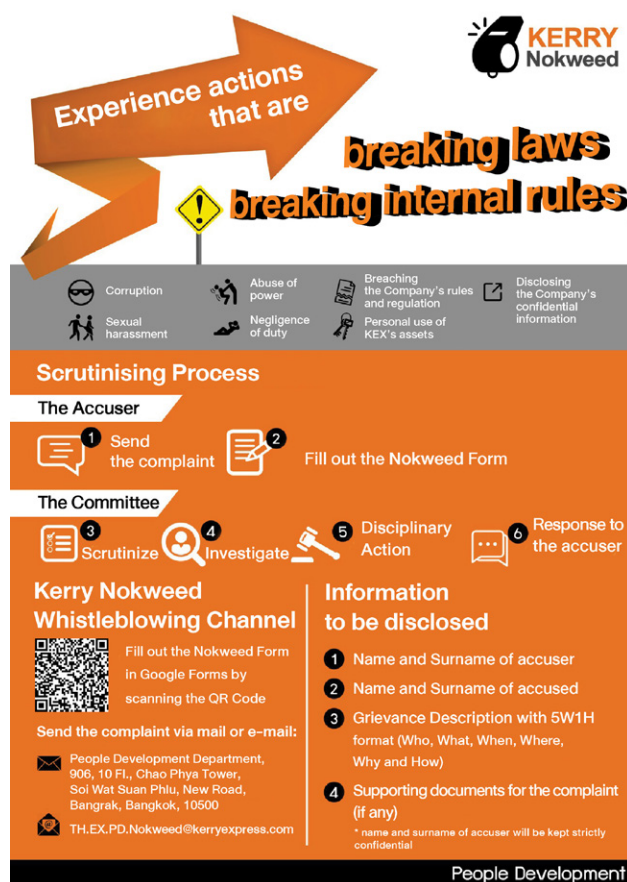 KERRY
Nokweed
Experience actions
that are
breaking laws
breaking internal rules
!
Corruption
Abuse of
power
Breaching
the Company's rules
and regulation
Disclosing
the Company's
confidential
information
Sexual
harassment
Negligence
of duty
Personal use of
KEX's assets
Scrutinising Process
The Accuser
1 Send
the complaint
2 Fill out the Nokweed Form
The Committee
3 Scrutinize
4 Investigate
5 Disciplinary
Action
6 Response to
the accuser
Kerry Nokweed
Whistleblowing Channel
Fill out the Nokweed Form
in Google Forms by
scanning the QR Code
Send the complaint via mail or e-mail:
People Development Department,
906, 10 Fl., Chao Phya Tower,
Soi Wat Suan Phlu, New Road,
Bangrak, Bangkok, 10500
TH.EX.PD.Nokweed@kerryexpress.com
Information
to be disclosed
1 Name and Surname of accuser
2 Name and Surname of accused
3 Grievance Description with 5W1H
format (Who, What, When, Where,
Why and How)
4 Supporting documents for the complaint
(if any)
* name and surname of accuser will be kept strictly
confidential
People Development